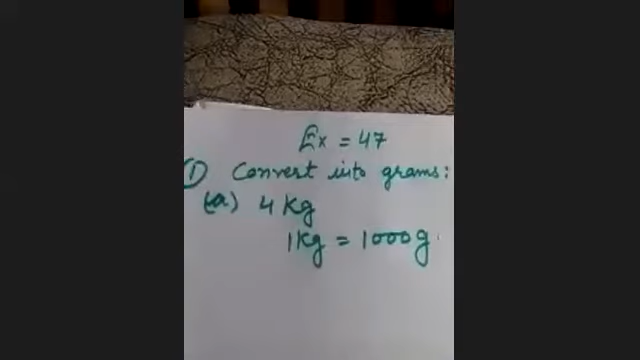 Ex = 47
① Convert into grams:
(a) 4 Kg
1Kg = 1000g